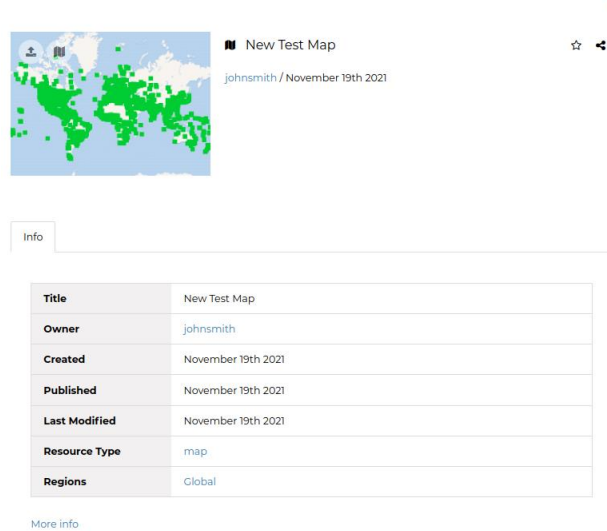 New Test Map
johnsmith / November 19th 2021
Info
Title New Test Map
Owner johnsmith
Created November 19th 2021
Published November 19th 2021
Last Modified November 19th 2021
Resource Type map
Regions Global
More info